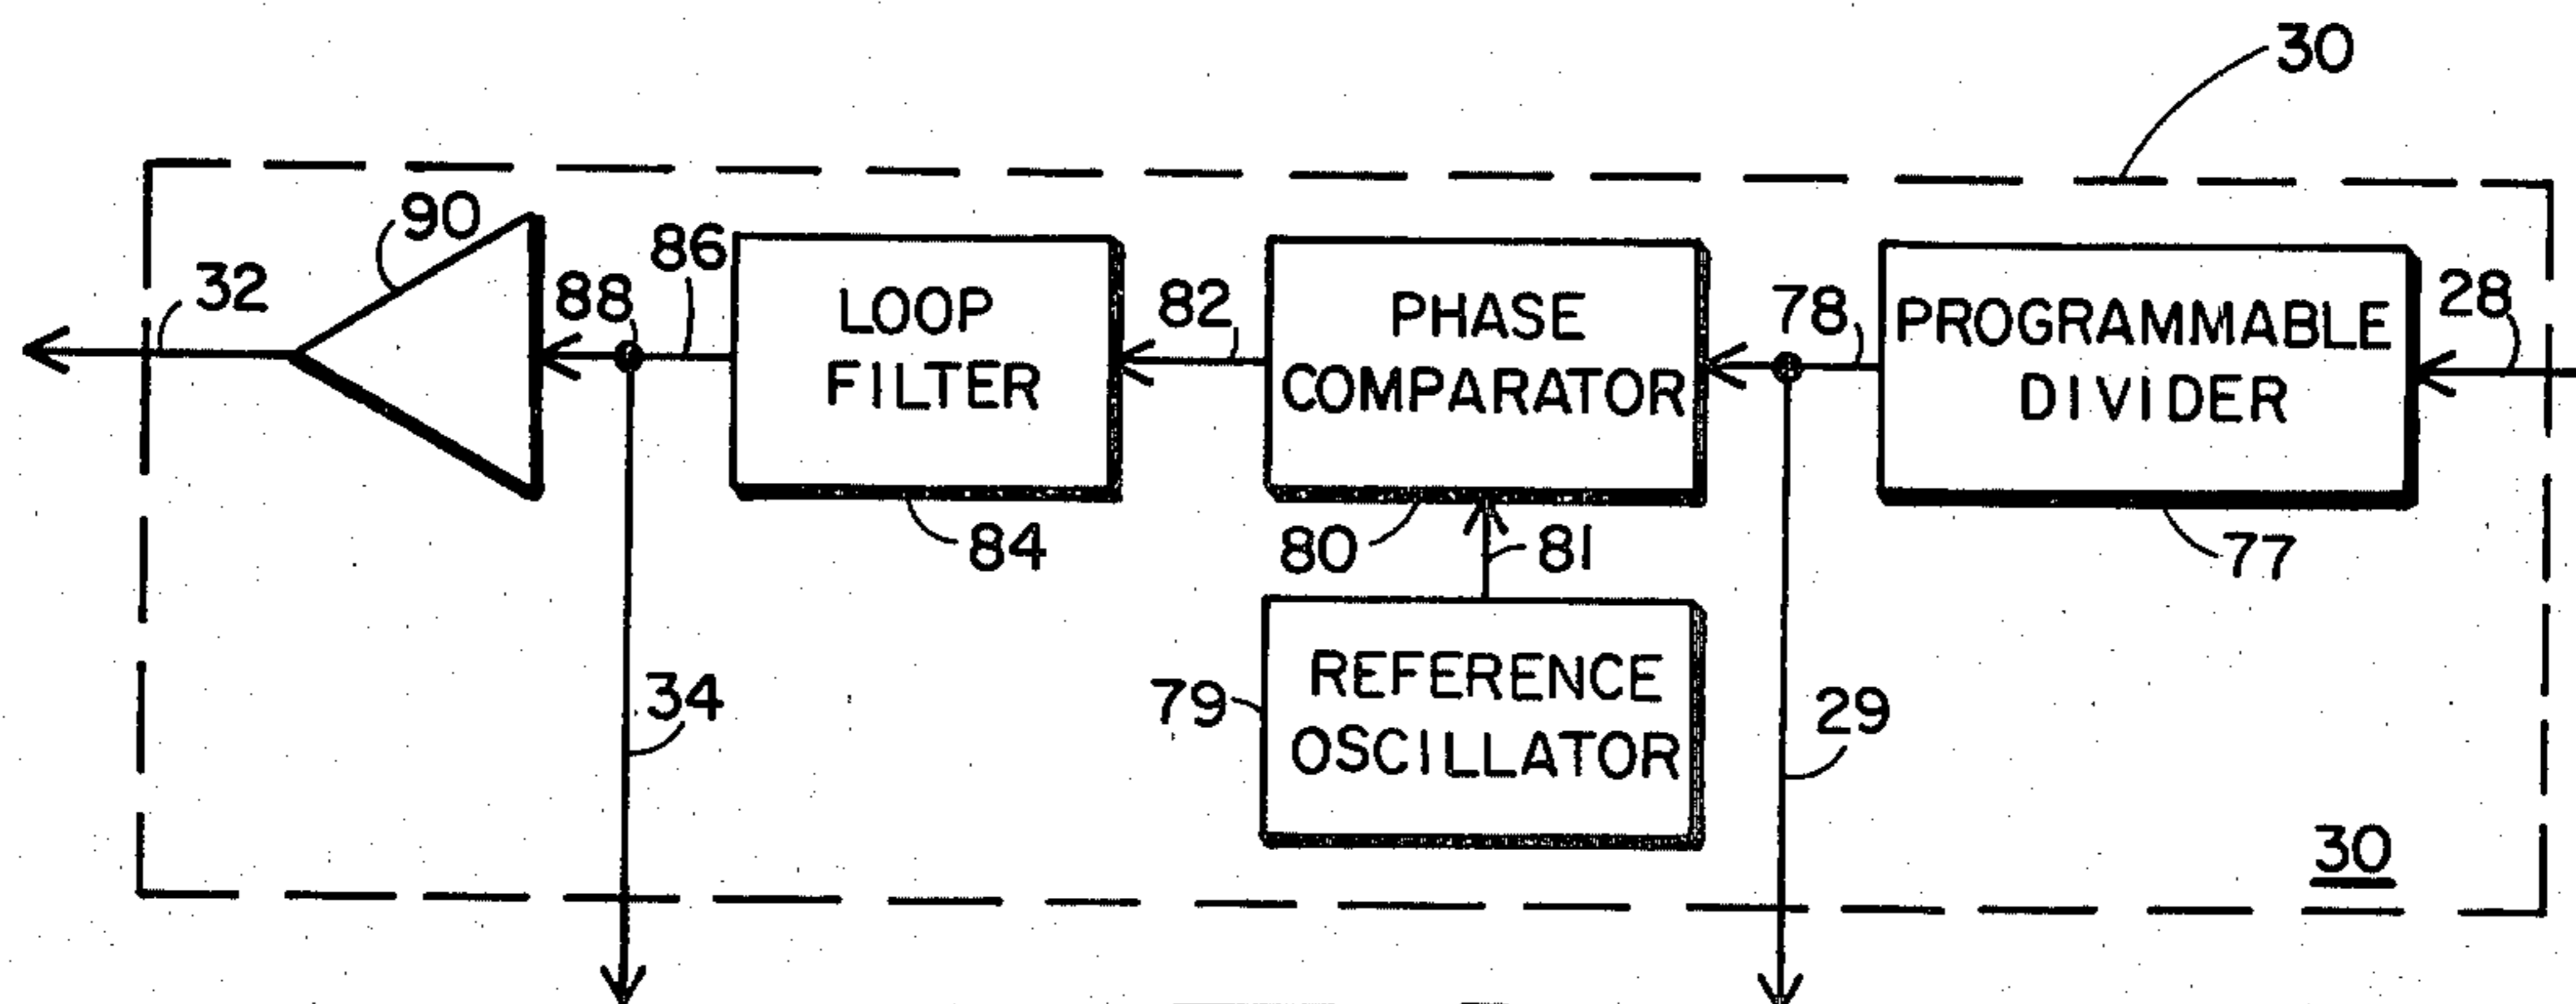 30
90
32
88
86
LOOP
FILTER
84
82
PHASE
COMPARATOR
80
81
78
PROGRAMMABLE
DIVIDER
77
28
REFERENCE
OSCILLATOR
79
34
29
30